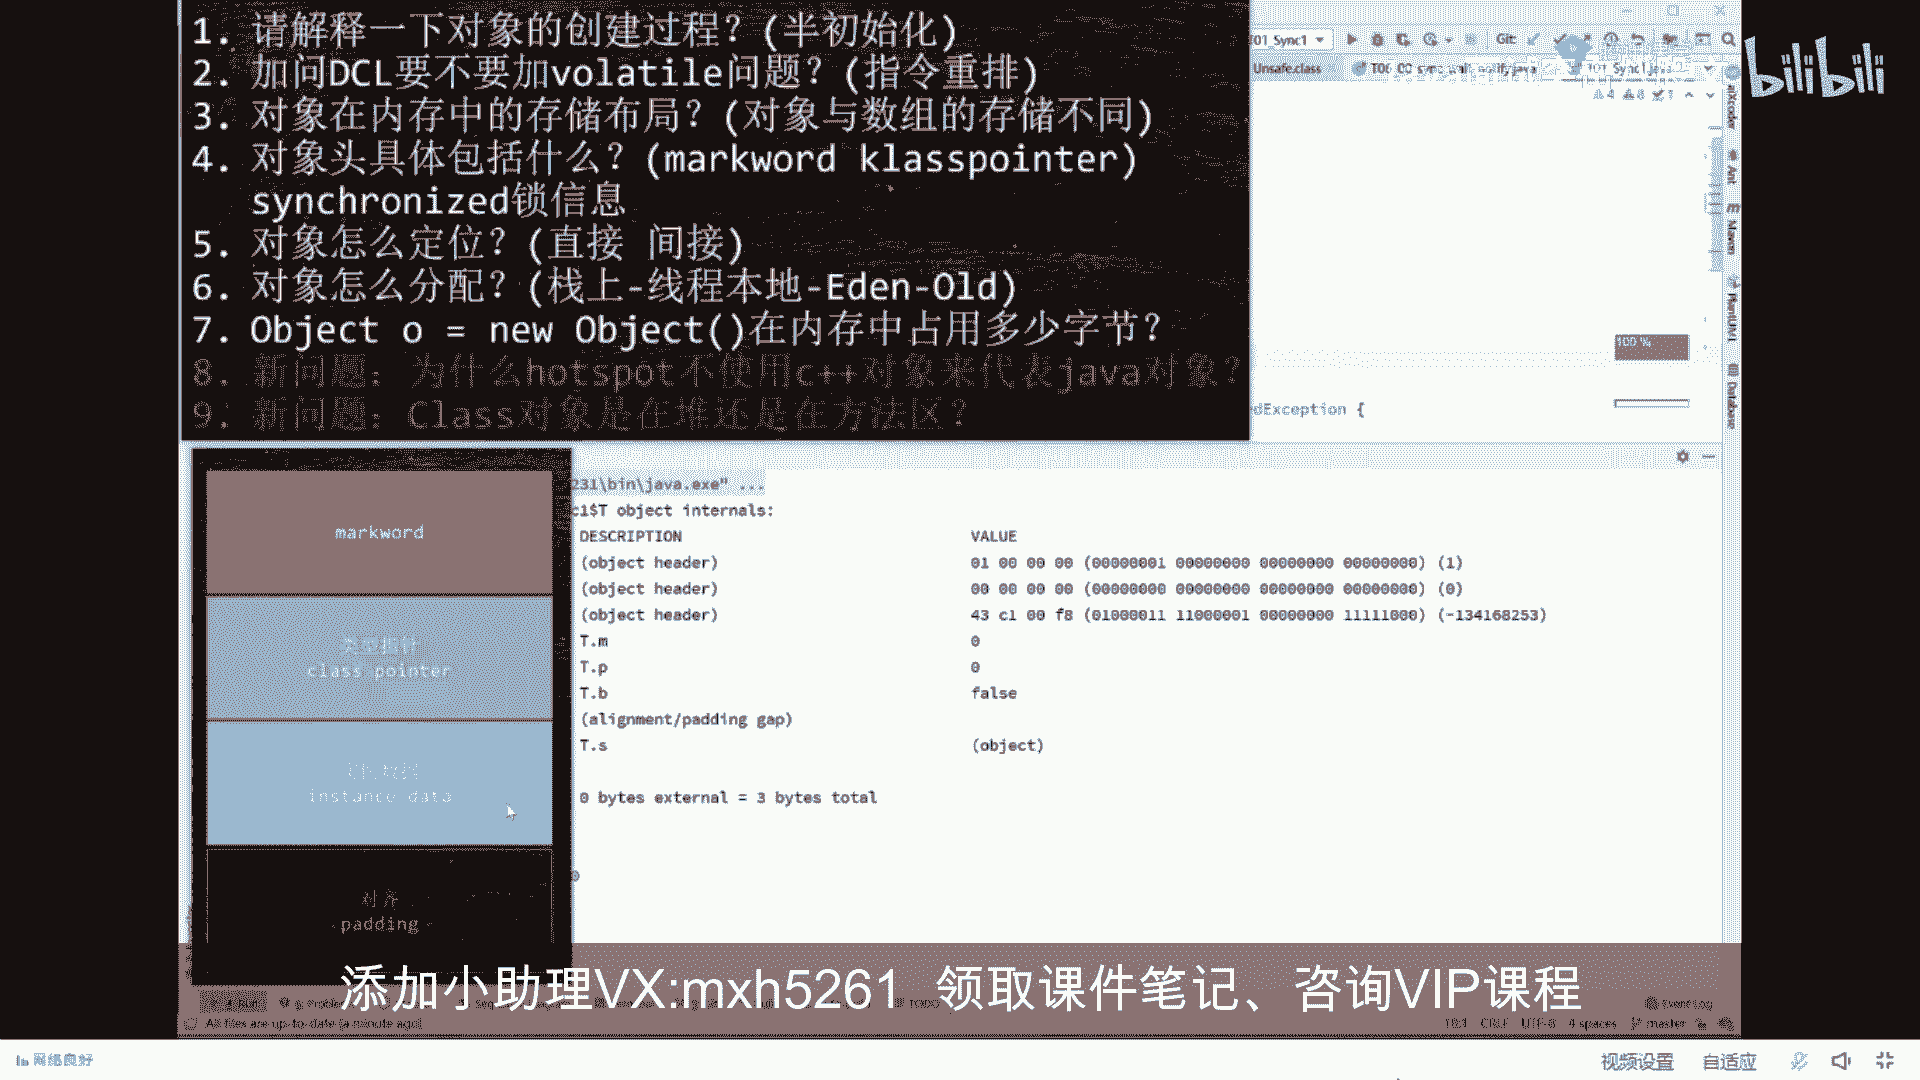 1. 请解释一下对象的创建过程？(半初始化)
2. 加问DCL要不要加volatile问题？(指令重排)
3. 对象在内存中的存储布局？(对象与数组的存储不同)
4. 对象头具体包括什么？(markword klasspointer)
synchronized锁信息
5. 对象怎么定位？(直接 间接)
6. 对象怎么分配？(栈上-线程本地-Eden-Old)
7. Object o = new Object()在内存中占用多少字节？
8. 新问题：为什么hotspot不使用c++对象来代表java对象？
9. 新问题：Class对象是在堆还是在方法区？
01_Sync1
Git:
bilibili
Unsafe.class
Ant
Maven
PlantUML
Database
100 %
dException {
markword
class pointer
instance data
对齐
padding
231\bin\java.exe" ...
c1$T object internals:
DESCRIPTION VALUE
(object header) 01 00 00 00 (00000001 00000000 00000000 00000000) (1)
(object header) 00 00 00 00 (00000000 00000000 00000000 00000000) (0)
(object header) 43 c1 00 f8 (01000011 11000001 00000000 11111000) (-134168253)
T.m 0
T.p 0
T.b false
(alignment/padding gap)
T.s (object)
0 bytes external = 3 bytes total
添加小助理VX:mxh5261 领取课件笔记、咨询VIP课程
TODO
Event Log
All files are up-to-date (a minute ago)
CRLF UTF-8 4 spaces master
网络良好
视频设置 自适应